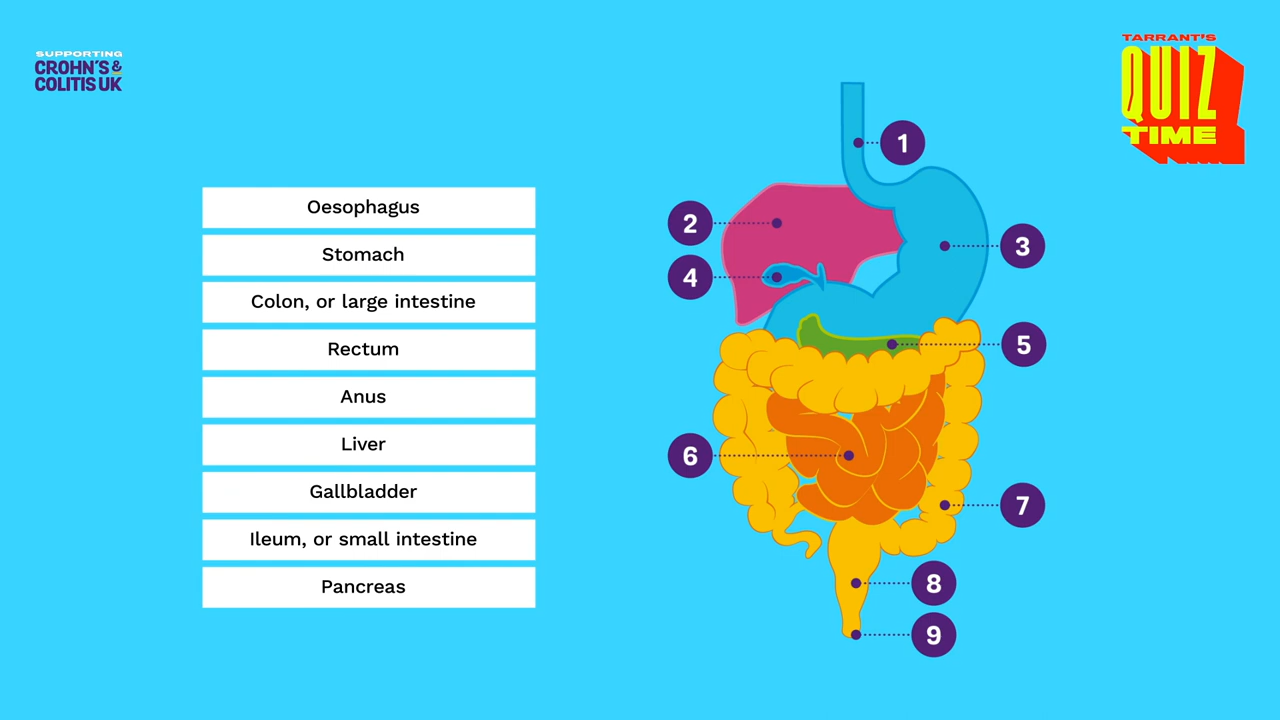 SUPPORTING
CROHN'S &
COLITIS UK
TARRANT'S
QUIZ
TIME
Oesophagus
Stomach
Colon, or large intestine
Rectum
Anus
Liver
Gallbladder
Ileum, or small intestine
Pancreas
1
2
3
4
5
6
7
8
9